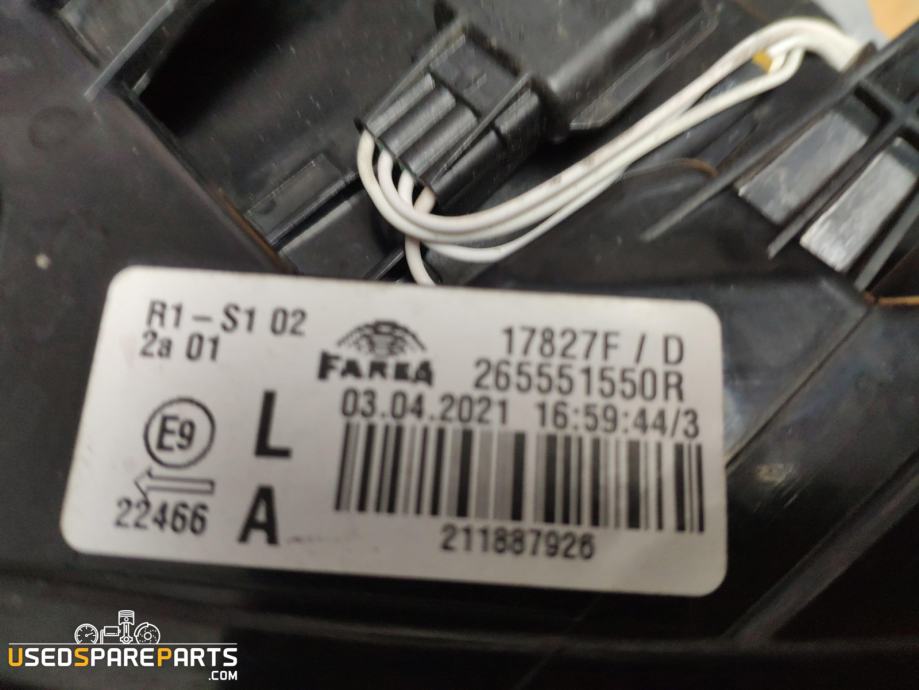 R1-S1 02
2a 01
FARBA
17827F / D
265551550R
03.04.2021 16:59:44/3
E9
L
22466
A
211887926
USEDSPAREPARTS
.COM